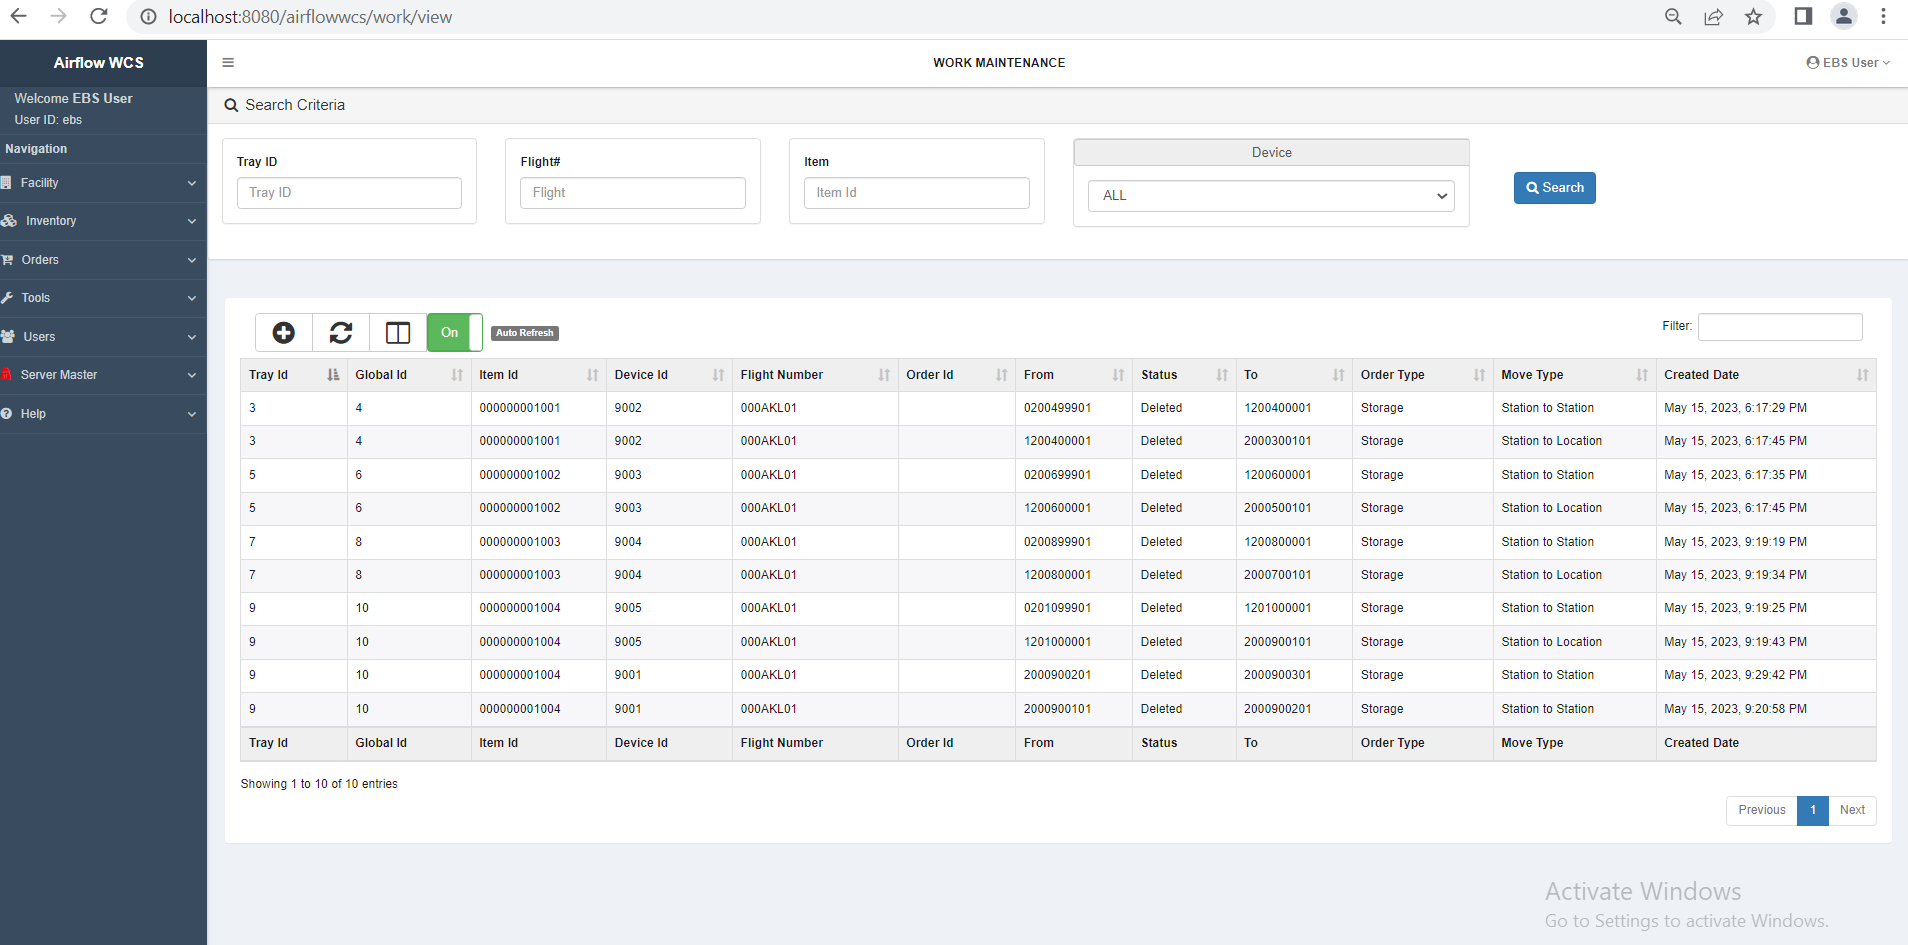 localhost:8080/airflowwcs/work/view
Airflow WCS
WORK MAINTENANCE
EBS User
Welcome EBS User
User ID: ebs
Navigation
Facility
Inventory
Orders
Tools
Users
Server Master
Help
Search Criteria
Tray ID
Tray ID
Flight#
Flight
Item
Item Id
Device
ALL
Search
On
Auto Refresh
Filter:
Tray Id Global Id Item Id Device Id Flight Number Order Id From Status To Order Type Move Type Created Date
3 4 000000001001 9002 000AKL01 0200499901 Deleted 1200400001 Storage Station to Station May 15, 2023, 6:17:29 PM
3 4 000000001001 9002 000AKL01 1200400001 Deleted 2000300101 Storage Station to Location May 15, 2023, 6:17:45 PM
5 6 000000001002 9003 000AKL01 0200699901 Deleted 1200600001 Storage Station to Station May 15, 2023, 6:17:35 PM
5 6 000000001002 9003 000AKL01 1200600001 Deleted 2000500101 Storage Station to Location May 15, 2023, 6:17:45 PM
7 8 000000001003 9004 000AKL01 0200899901 Deleted 1200800001 Storage Station to Station May 15, 2023, 9:19:19 PM
7 8 000000001003 9004 000AKL01 1200800001 Deleted 2000700101 Storage Station to Location May 15, 2023, 9:19:34 PM
9 10 000000001004 9005 000AKL01 0201099901 Deleted 1201000001 Storage Station to Station May 15, 2023, 9:19:25 PM
9 10 000000001004 9005 000AKL01 1201000001 Deleted 2000900101 Storage Station to Location May 15, 2023, 9:19:43 PM
9 10 000000001004 9001 000AKL01 2000900201 Deleted 2000900301 Storage Station to Station May 15, 2023, 9:29:42 PM
9 10 000000001004 9001 000AKL01 2000900101 Deleted 2000900201 Storage Station to Station May 15, 2023, 9:20:58 PM
Tray Id Global Id Item Id Device Id Flight Number Order Id From Status To Order Type Move Type Created Date
Showing 1 to 10 of 10 entries
Previous 1 Next
Activate Windows
Go to Settings to activate Windows.